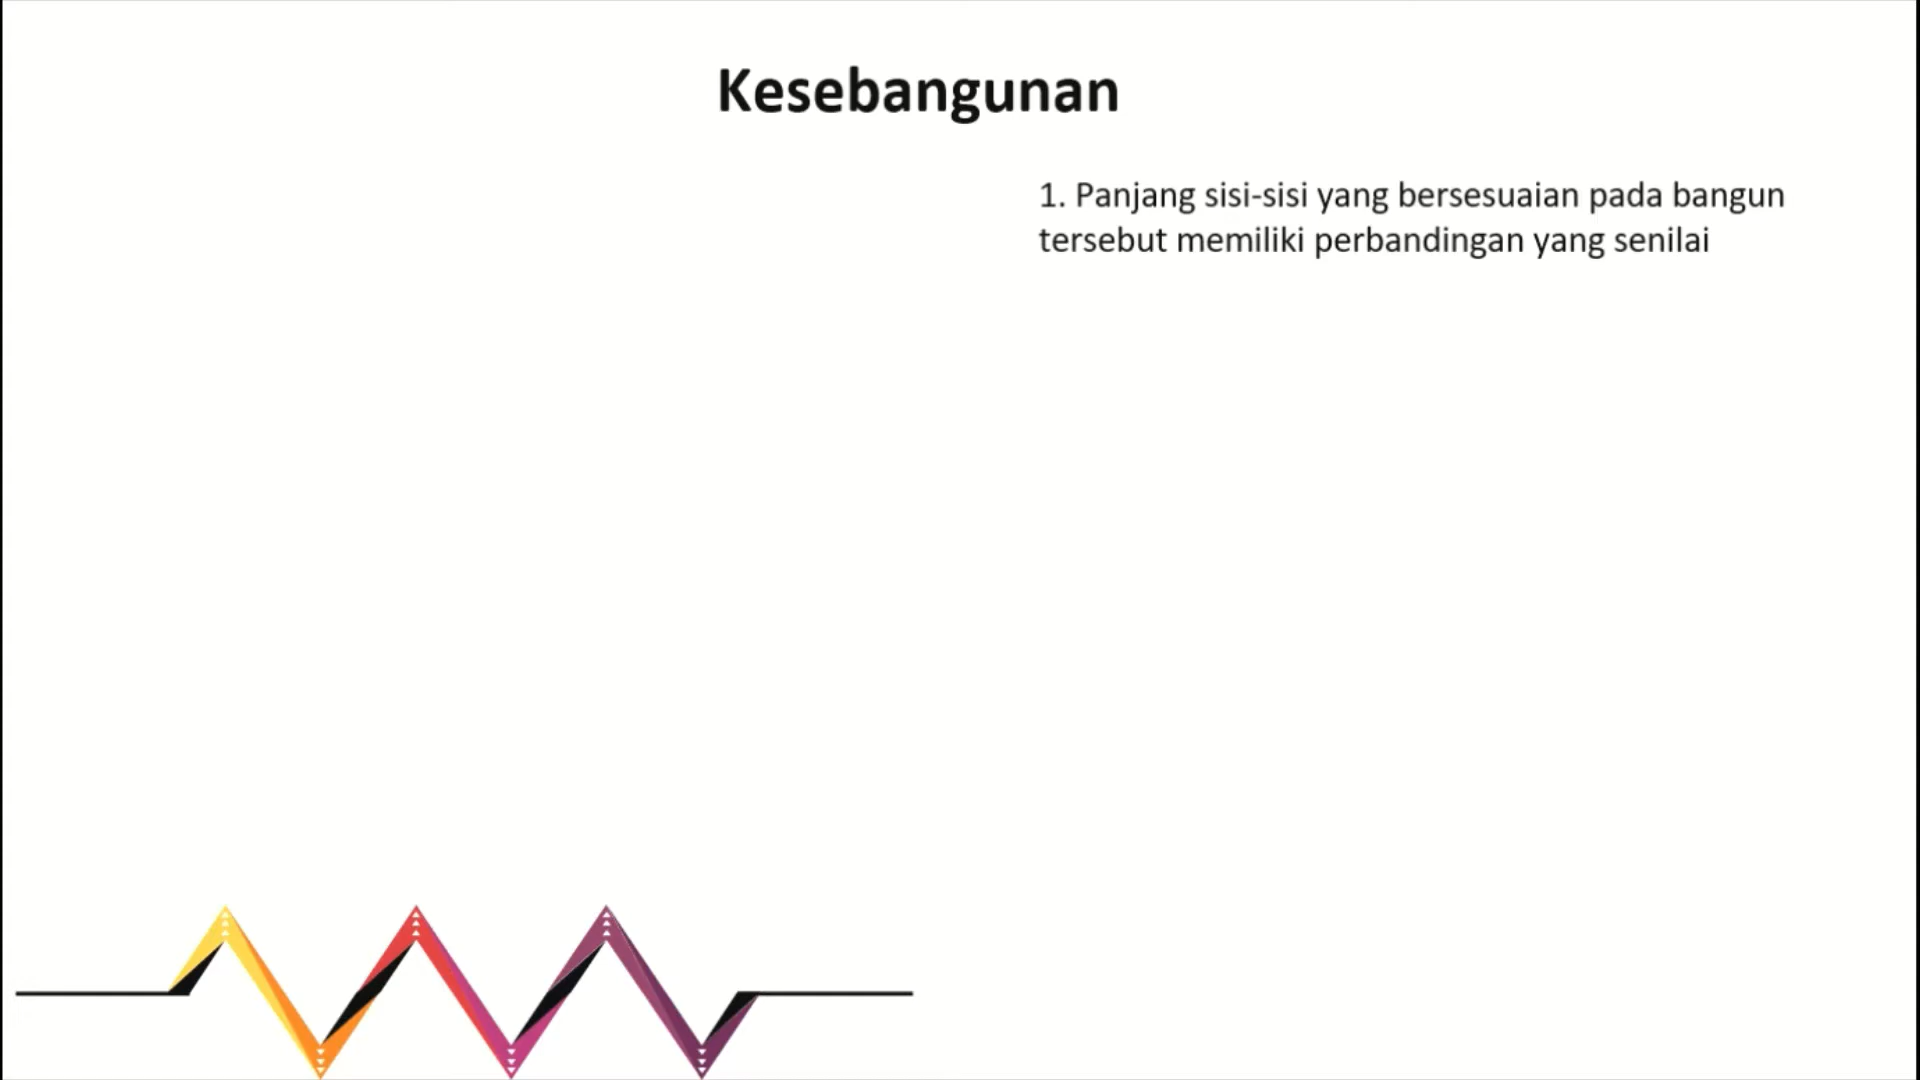 Kesebangunan
1. Panjang sisi-sisi yang bersesuaian pada bangun
tersebut memiliki perbandingan yang senilai